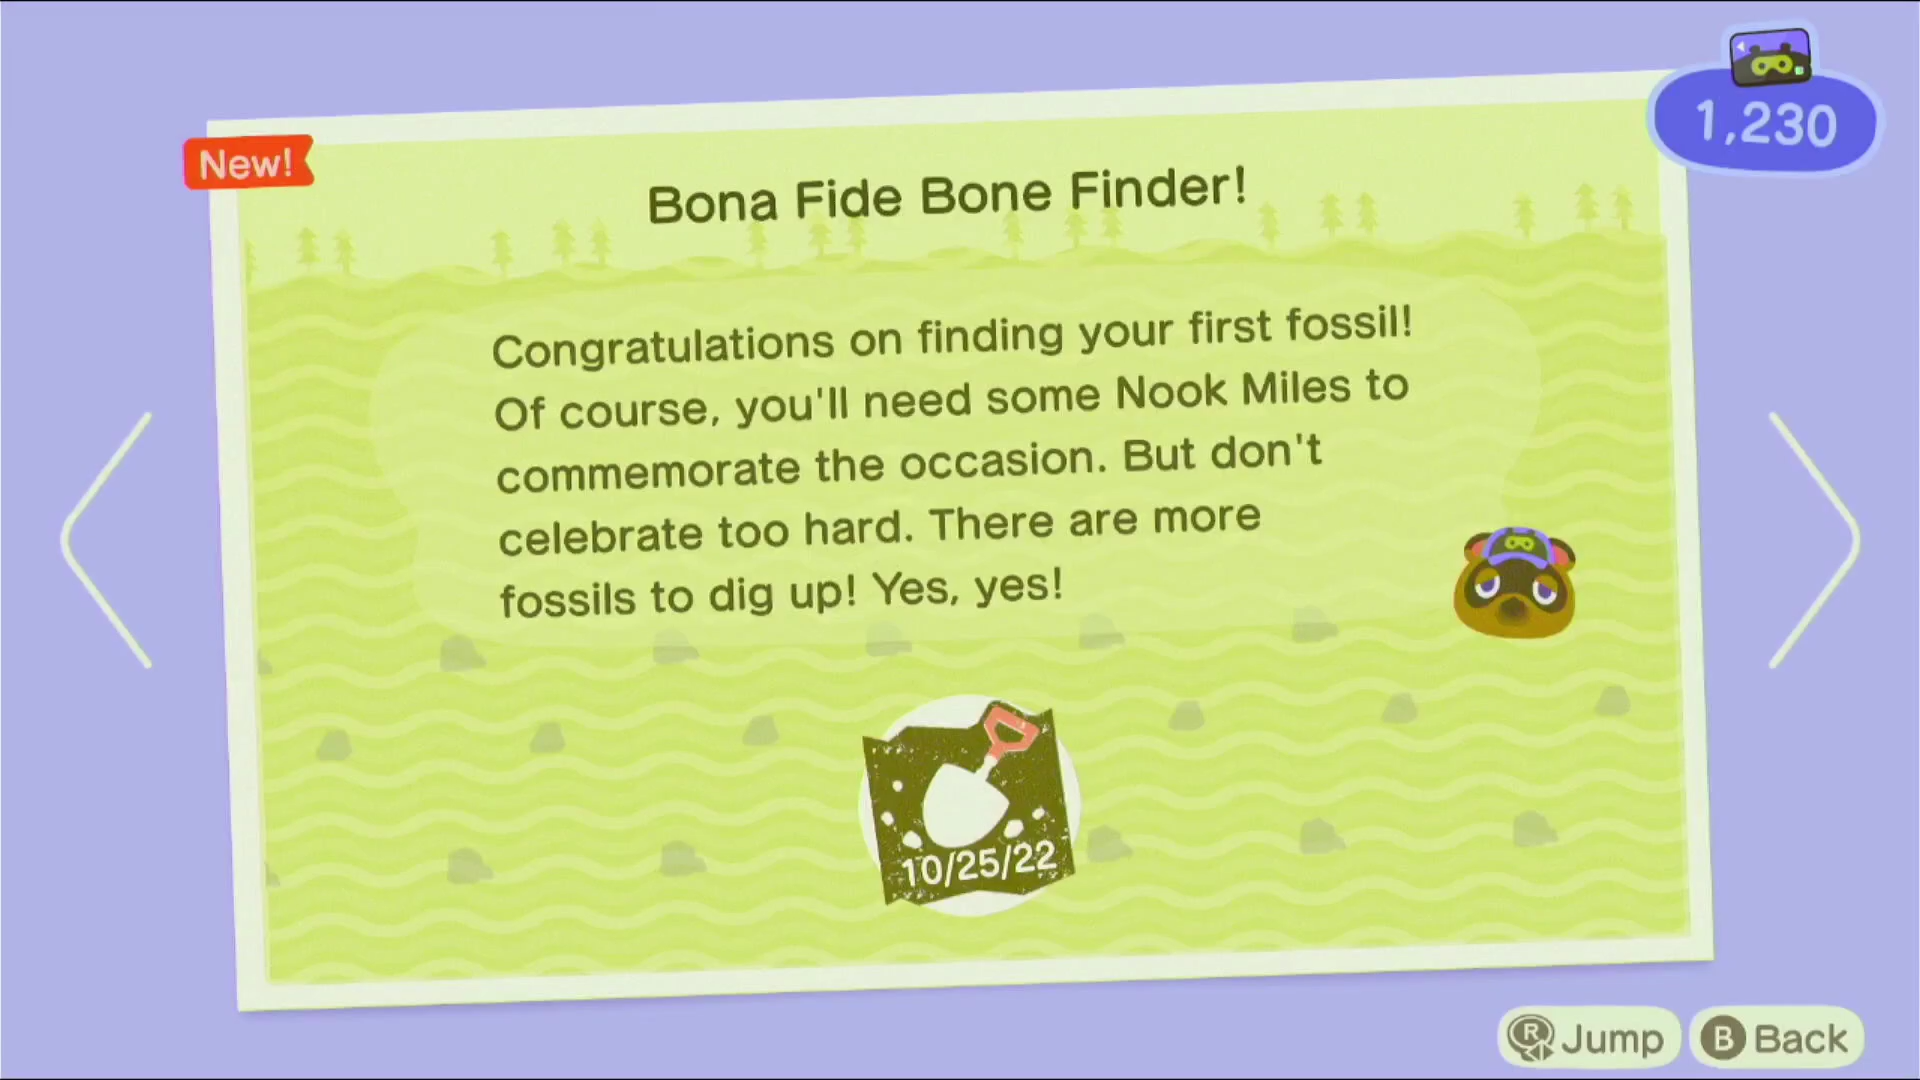 1,230
New!
Bona Fide Bone Finder!
Congratulations on finding your first fossil!
Of course, you'll need some Nook Miles to
commemorate the occasion. But don't
celebrate too hard. There are more
fossils to dig up! Yes, yes!
10/25/22
R Jump
B Back